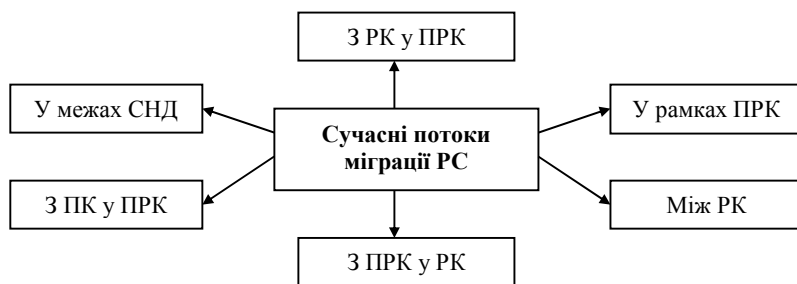 З РК у ПРК
У межах СНД
Сучасні потоки
міграції РС
У рамках ПРК
З ПК у ПРК
Між РК
З ПРК у РК